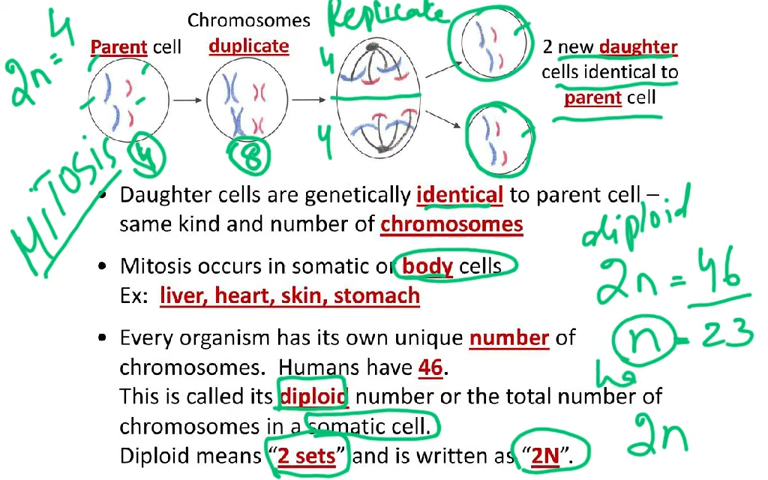 2n = 4
Parent cell
Chromosomes
duplicate
Replicate
4
4
4
8
2 new daughter
cells identical to
parent cell
MITOSIS
• Daughter cells are genetically identical to parent cell –
same kind and number of chromosomes
• Mitosis occurs in somatic or body cells
Ex: liver, heart, skin, stomach
• Every organism has its own unique number of
chromosomes. Humans have 46.
This is called its diploid number or the total number of
chromosomes in a somatic cell.
Diploid means “2 sets” and is written as “2N”.
diploid
2n = 46
n = 23
2n